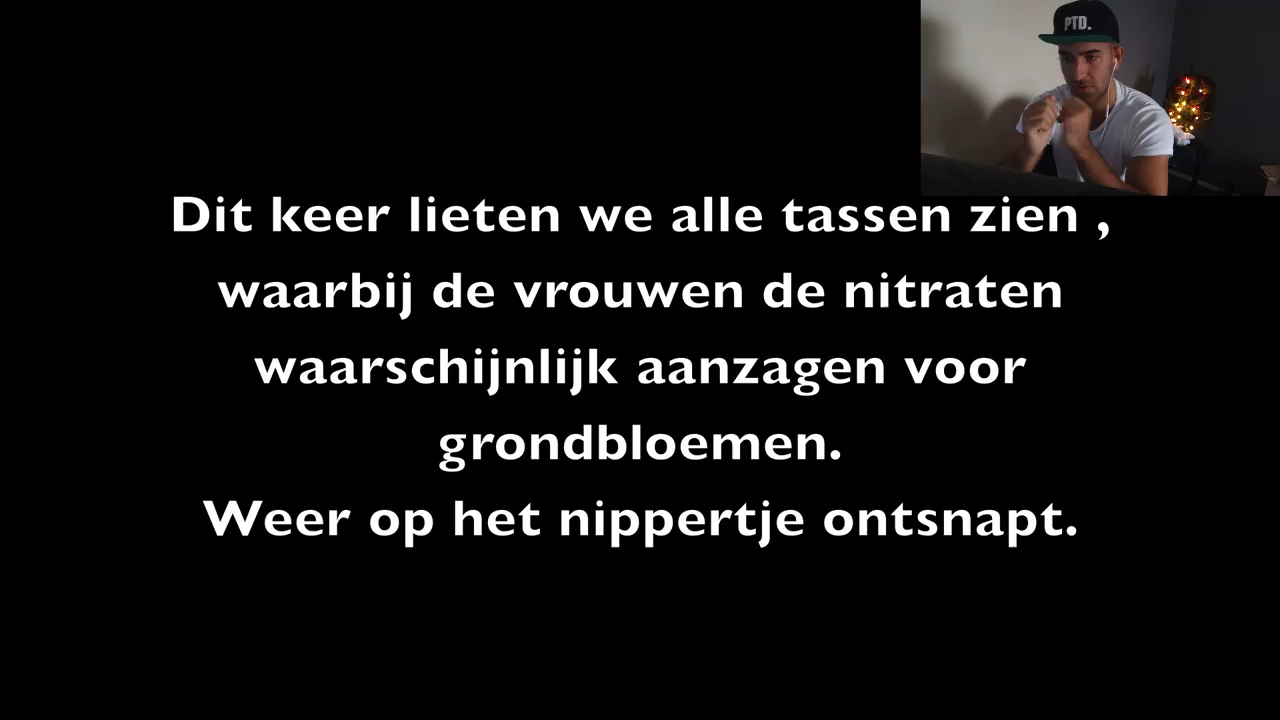 PTD.
Dit keer lieten we alle tassen zien ,
waarbij de vrouwen de nitraten
waarschijnlijk aanzagen voor
grondbloemen.
Weer op het nippertje ontsnapt.